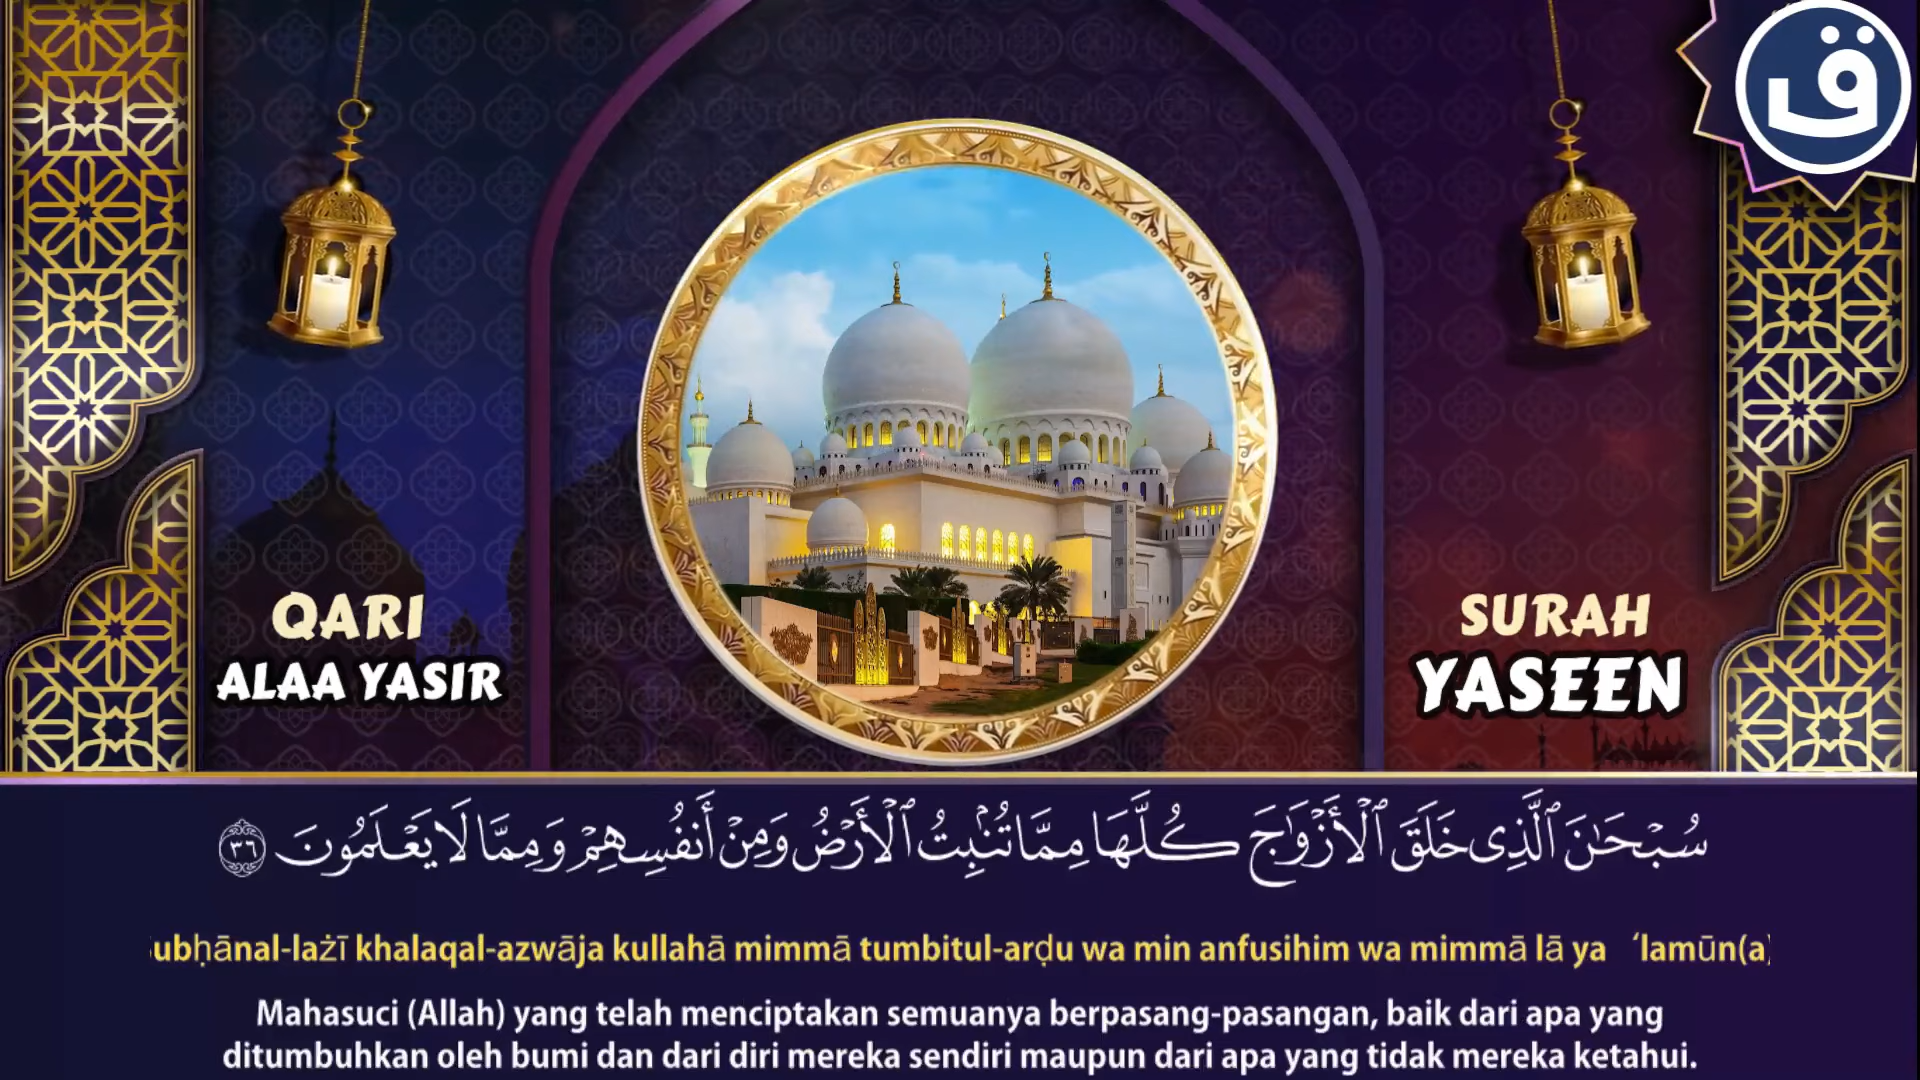 ق
QARI
ALAA YASIR
SURAH
YASEEN
سُبْحَٰنَ ٱلَّذِى خَلَقَ ٱلْأَزْوَٰجَ كُلَّهَا مِمَّا تُنۢبِتُ ٱلْأَرْضُ وَمِنْ أَنفُسِهِمْ وَمِمَّا لَا يَعْلَمُونَ ٣٦
ubḥānal-lażī khalaqal-azwāja kullahā mimmā tumbitul-arḍu wa min anfusihim wa mimmā lā ya ‘lamūn(a)
Mahasuci (Allah) yang telah menciptakan semuanya berpasang-pasangan, baik dari apa yang
ditumbuhkan oleh bumi dan dari diri mereka sendiri maupun dari apa yang tidak mereka ketahui.